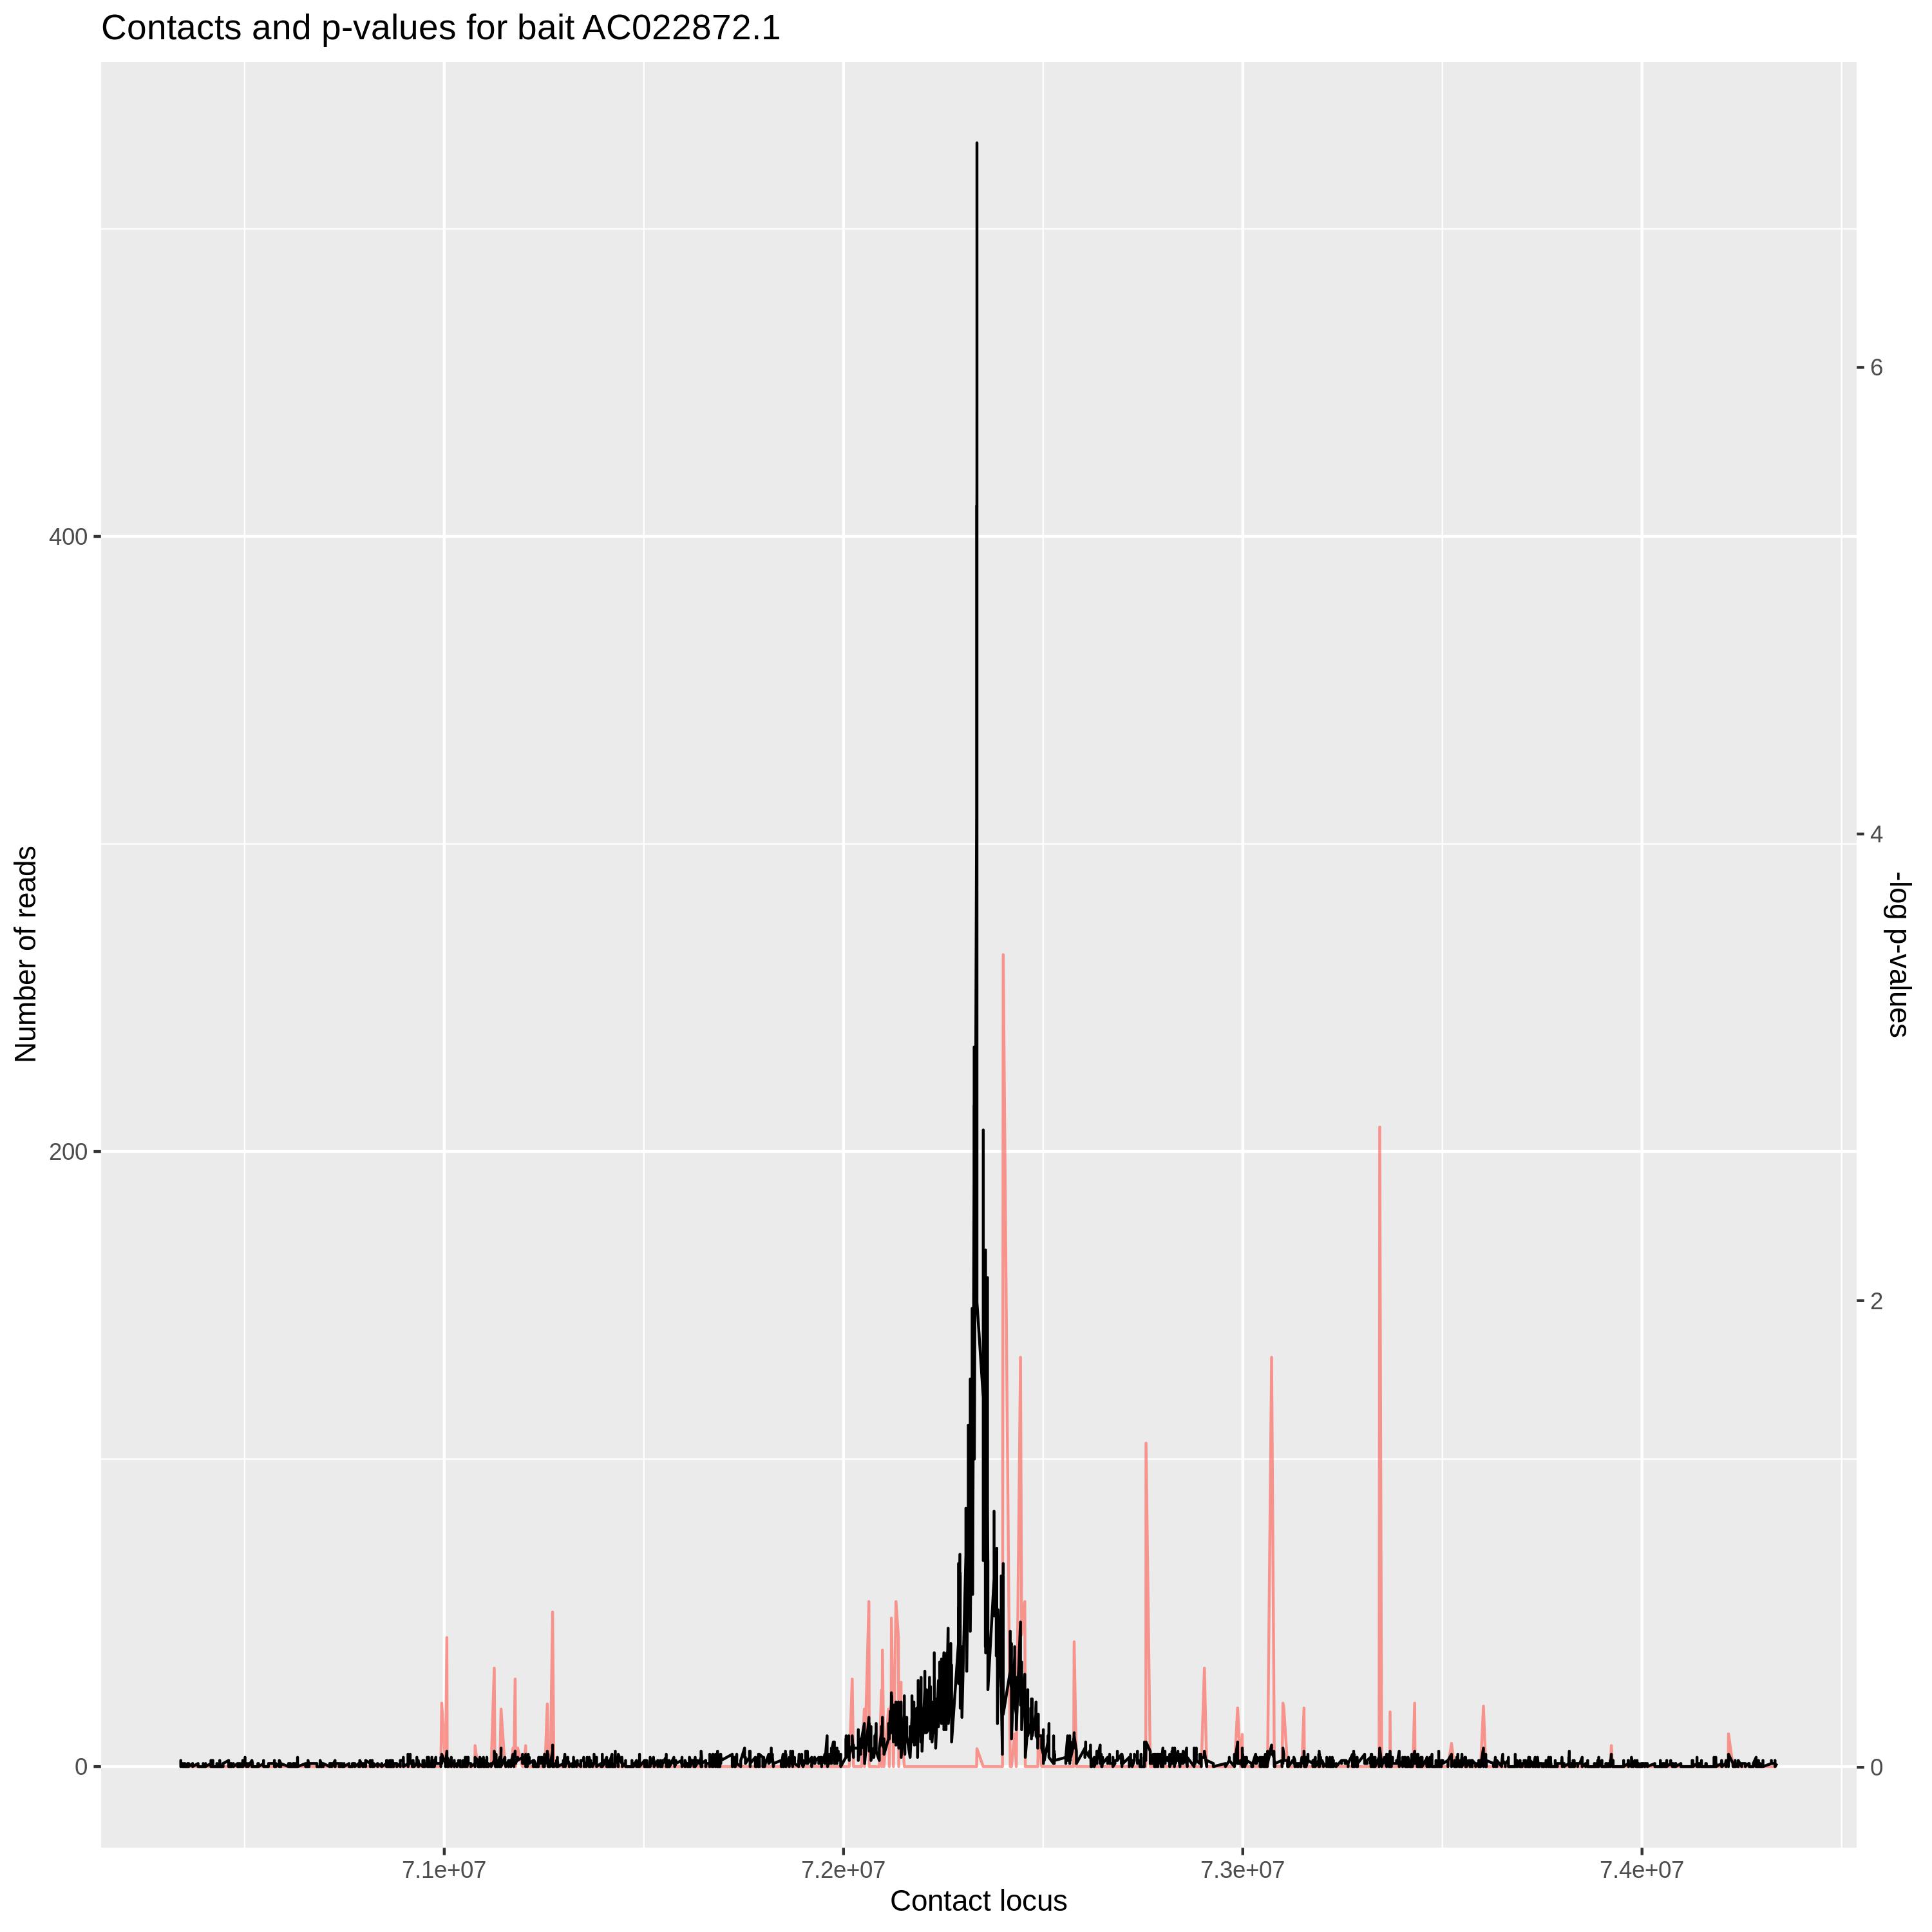 Contacts and p-values for bait AC022872.1
Number of reads
400
200
0
6
4
2
0
-log p-values
7.1e+07 7.2e+07 7.3e+07 7.4e+07
Contact locus